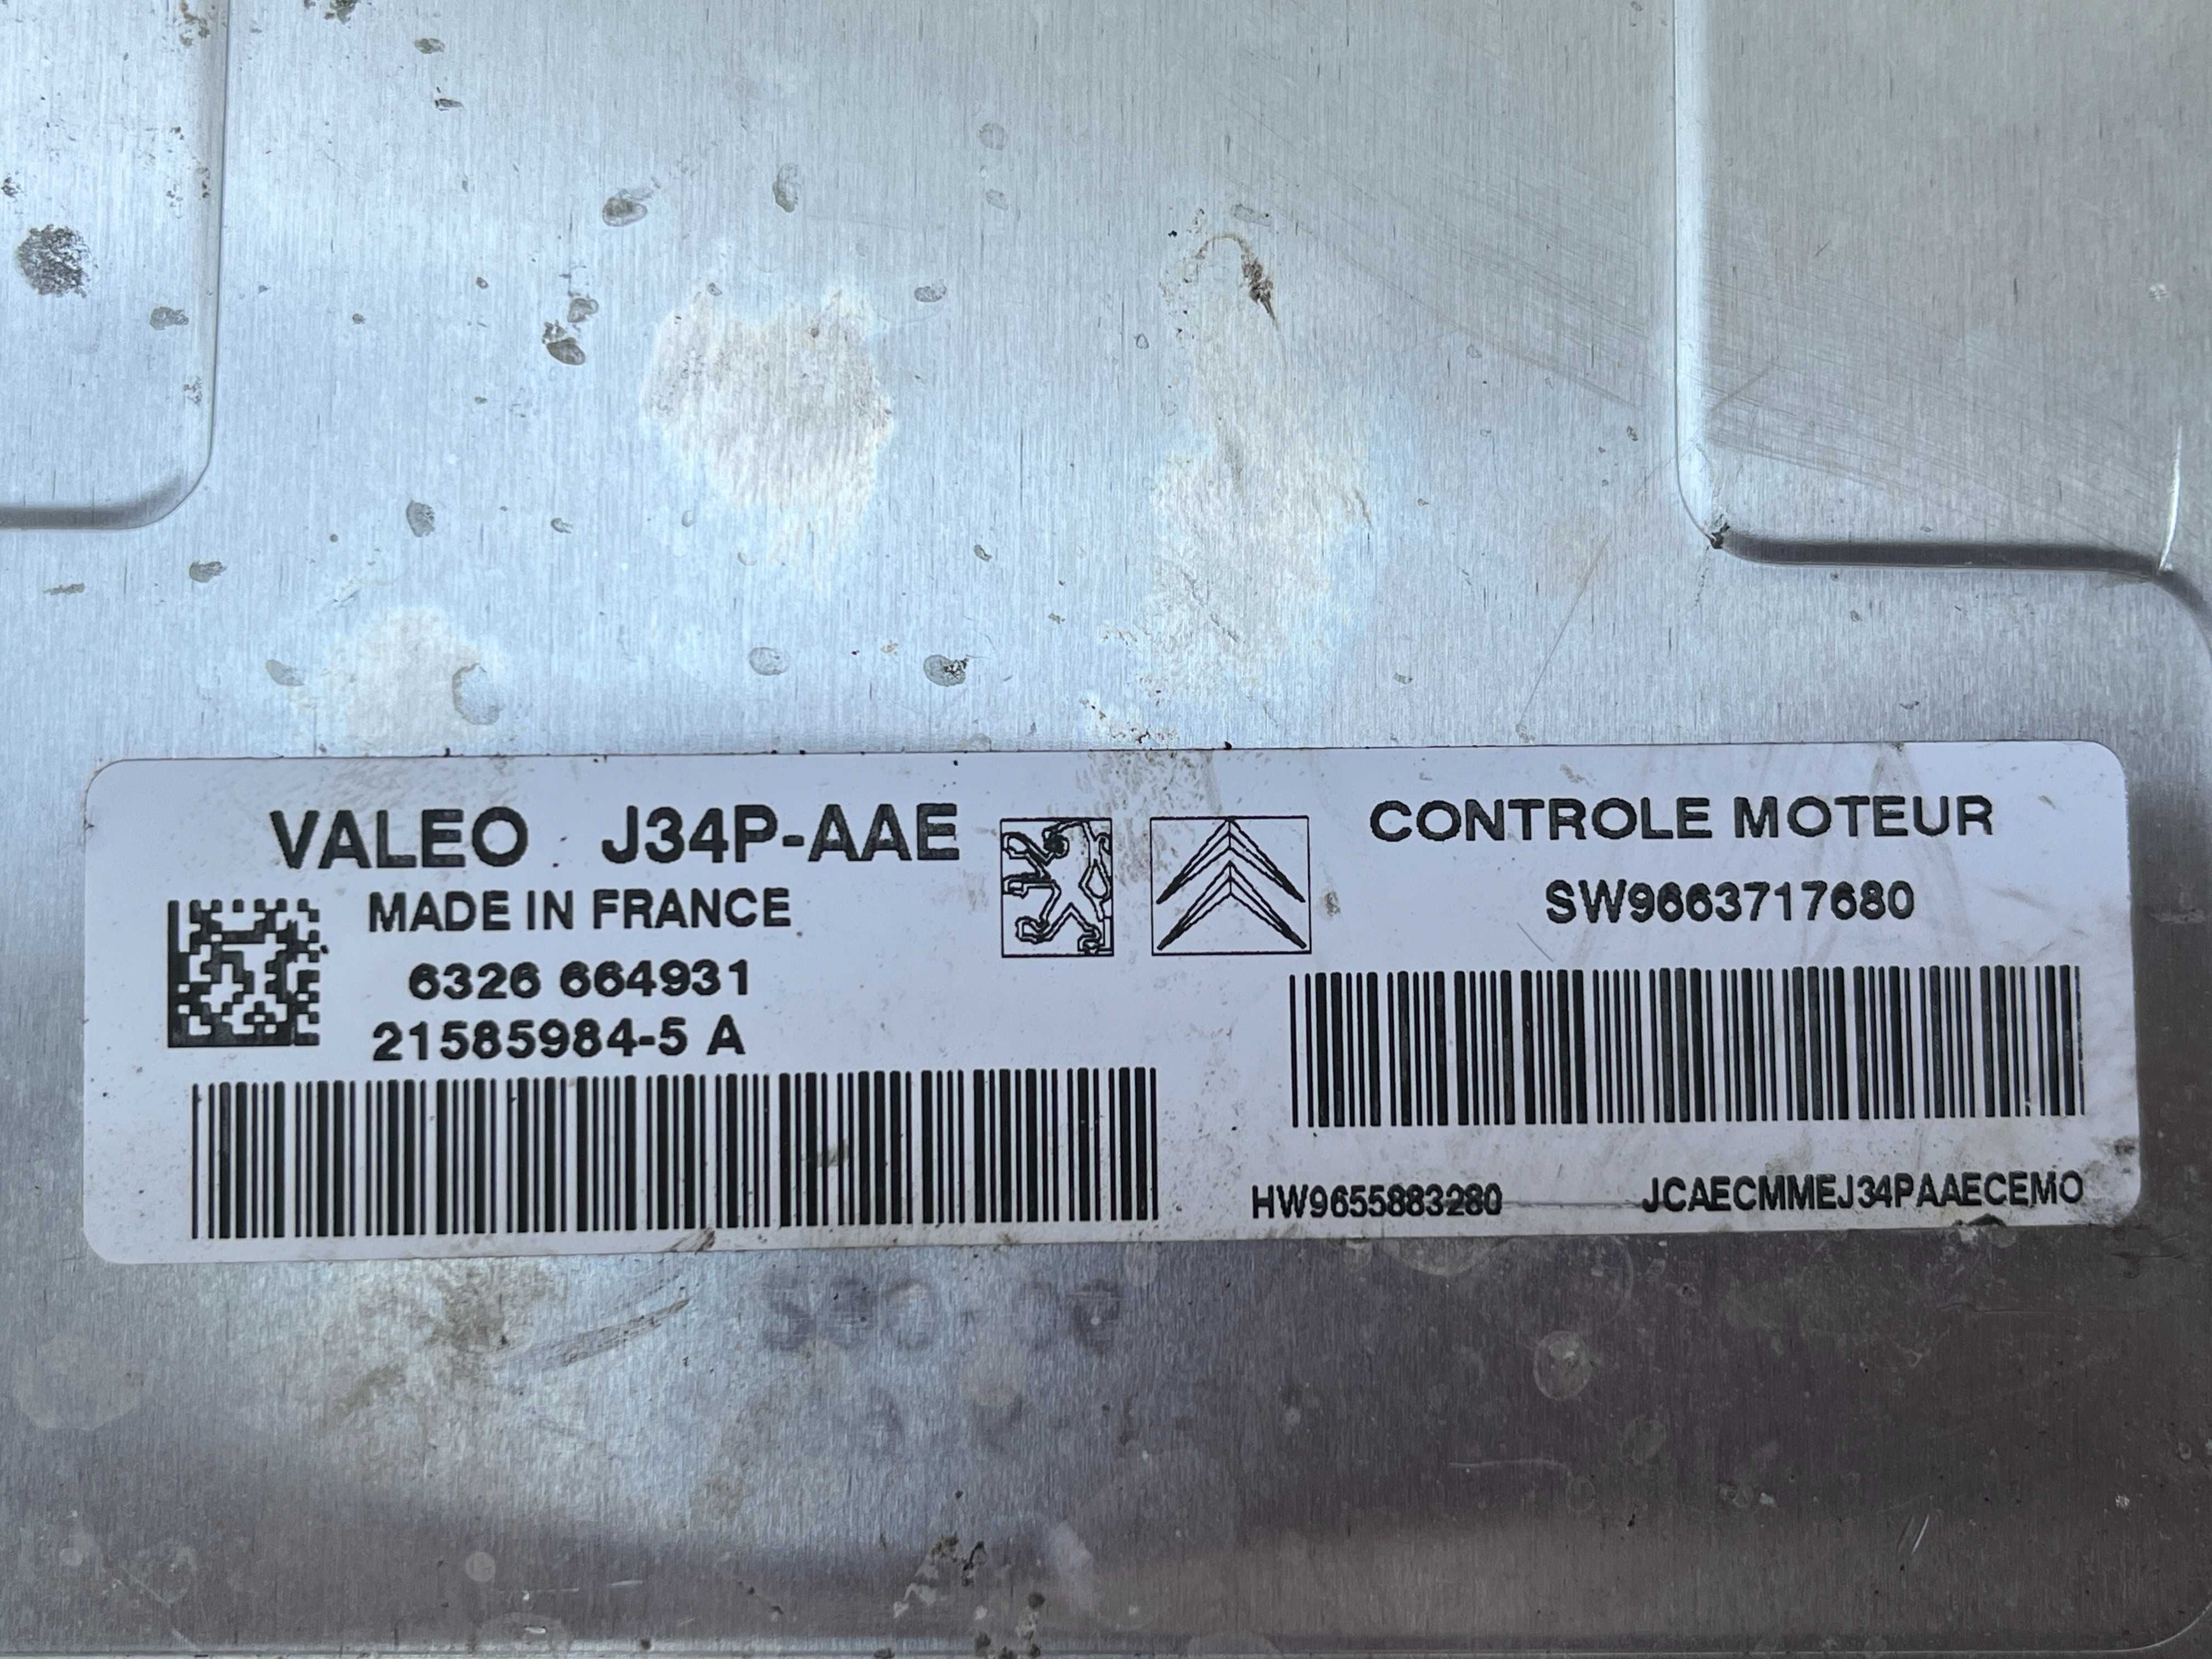 VALEO J34P-AAE
MADE IN FRANCE
6326 664931
21585984-5 A
CONTROLE MOTEUR
SW9663717680
HW9655883280 JCAECMMEJ34PAAECEMO